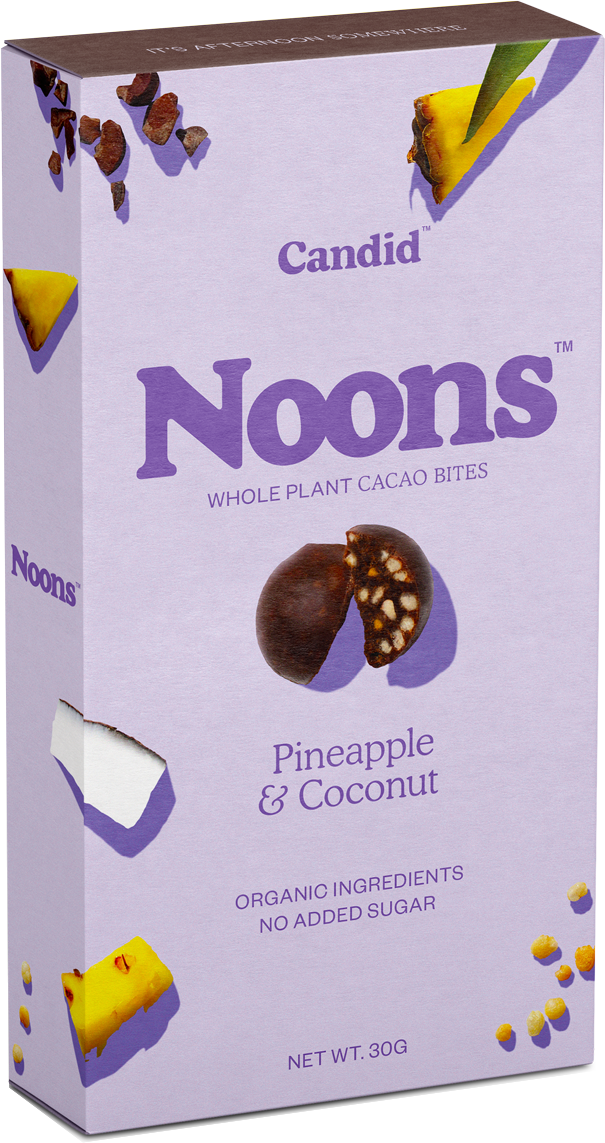 IT'S AFTERNOON SOMEWHERE
Candid™
Noons™
WHOLE PLANT CACAO BITES
Noons™
Pineapple
& Coconut
ORGANIC INGREDIENTS
NO ADDED SUGAR
NET WT. 30G